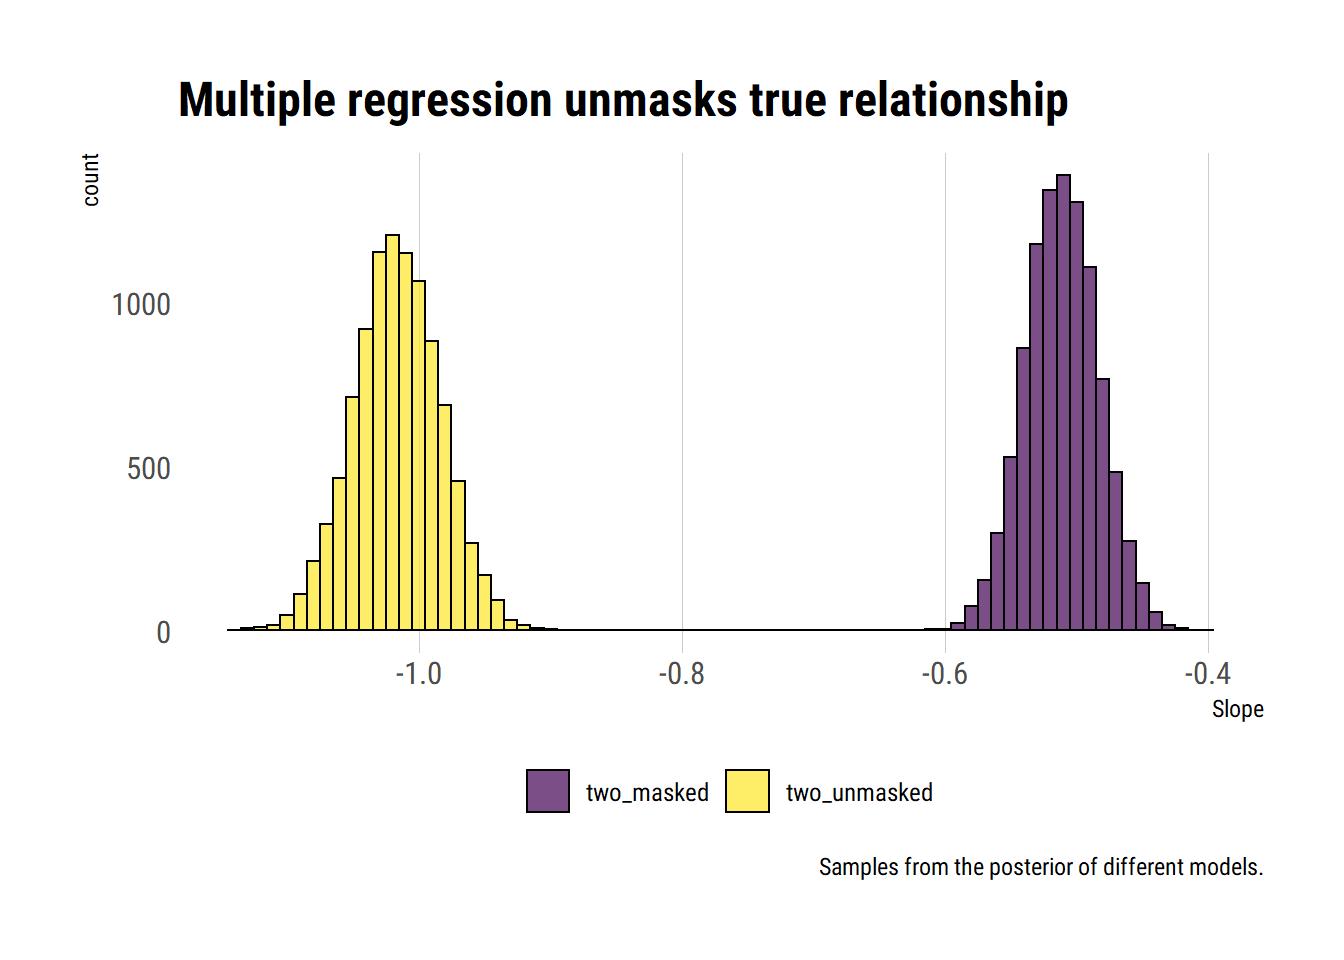 Multiple regression unmasks true relationship
count
1000
500
0
-1.0 -0.8 -0.6 -0.4
Slope
two_masked two_unmasked
Samples from the posterior of different models.